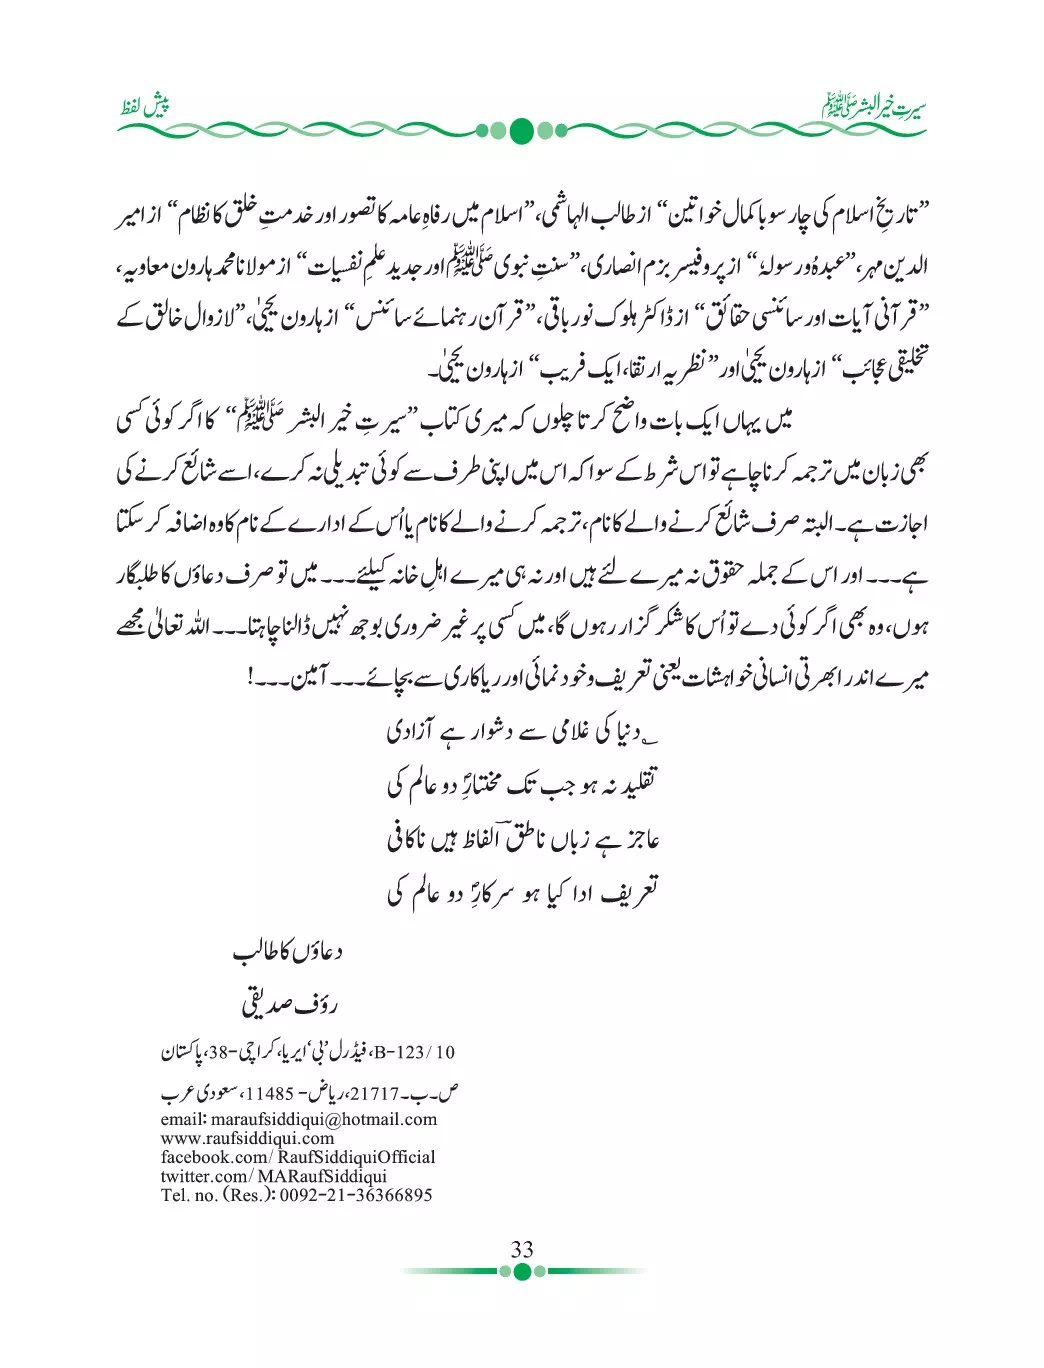 سیرتِ خیرالبشر ﷺ
پیش لفظ
”تاریخِ اسلام کی چار سو باکمال خواتین“ از طالب الہاشمی، ”اسلام میں رفاہِ عامہ کا تصور اور خدمتِ خلق کا نظام“ از امیر
الدین مہر، ”عبدہٗ ورسولہٗ“ از پروفیسر بزم انصاری، ”سنتِ نبوی ﷺ اور جدید علمِ نفسیات“ از مولانا محمد ہارون معاویہ،
”قرآنی آیات اور سائنسی حقائق“ از ڈاکٹر ہلوک نور باقی، ”قرآن رہنمائے سائنس“ از ہارون یحییٰ، ”لازوال خالق کے
تخلیقی عجائب“ از ہارون یحییٰ اور ”نظریہ ارتقا، ایک فریب“ از ہارون یحییٰ۔
میں یہاں ایک بات واضح کرتا چلوں کہ میری کتاب ”سیرتِ خیر البشر ﷺ“ کا اگر کوئی کسی
بھی زبان میں ترجمہ کرنا چاہے تو اس شرط کے سوا کہ اس میں اپنی طرف سے کوئی تبدیلی نہ کرے، اسے شائع کرنے کی
اجازت ہے۔ البتہ صرف شائع کرنے والے کا نام، ترجمہ کرنے والے کا نام یا اُس کے ادارے کے نام کا وہ اضافہ کر سکتا
ہے۔۔۔ اور اس کے جملہ حقوق نہ میرے لئے ہیں اور نہ ہی میرے اہلِ خانہ کیلئے۔۔۔ میں تو صرف دعاؤں کا طلبگار
ہوں، وہ بھی اگر کوئی دے تو اُس کا شکر گزار رہوں گا، میں کسی پر غیر ضروری بوجھ نہیں ڈالنا چاہتا۔۔۔ اللہ تعالیٰ مجھے
میرے اندر ابھرتی انسانی خواہشات یعنی تعریف و خود نمائی اور ریاکاری سے بچائے۔۔۔ آمین۔۔۔!
؎ دنیا کی غلامی سے دشوار ہے آزادی
تقلید نہ ہو جب تک مختارِؐ دو عالم کی
عاجز ہے زباں ناطقؔ الفاظ ہیں ناکافی
تعریف ادا کیا ہو سرکارِؐ دو عالم کی
دعاؤں کا طالب
رؤف صدیقی
B-123/10، فیڈرل ’بی‘ ایریا، کراچی-38، پاکستان
ص۔ب۔21717، ریاض- 11485، سعودی عرب
email: maraufsiddiqui@hotmail.com
www.raufsiddiqui.com
facebook.com/RaufSiddiquiOfficial
twitter.com/MARaufSiddiqui
Tel. no. (Res.): 0092-21-36366895
33